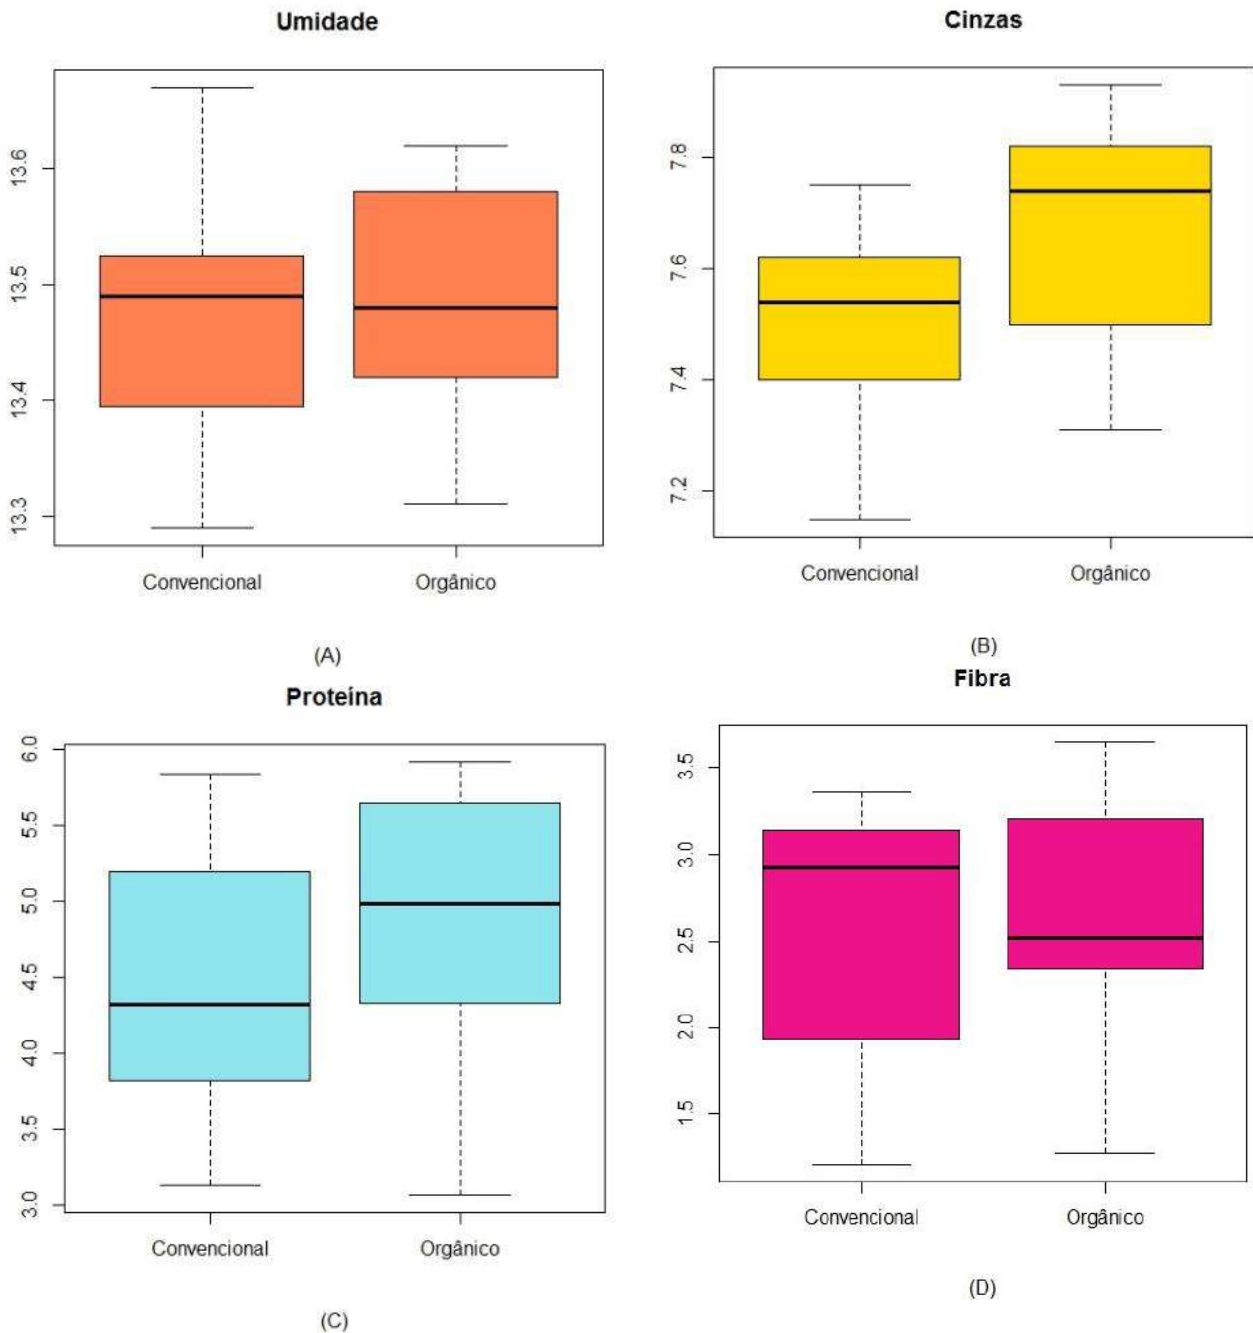 Umidade
13.6
13.5
13.4
13.3
Convencional
Orgânico
(A)
Cinzas
7.8
7.6
7.4
7.2
Convencional
Orgânico
(B)
Proteína
6.0
5.5
5.0
4.5
4.0
3.5
3.0
Convencional
Orgânico
(C)
Fibra
3.5
3.0
2.5
2.0
1.5
Convencional
Orgânico
(D)